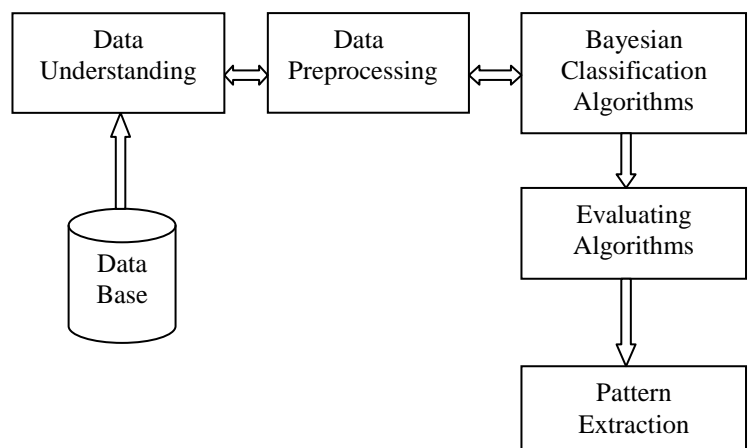 Data
Understanding
Data
Preprocessing
Bayesian
Classification
Algorithms
Evaluating
Algorithms
Data
Base
Pattern
Extraction